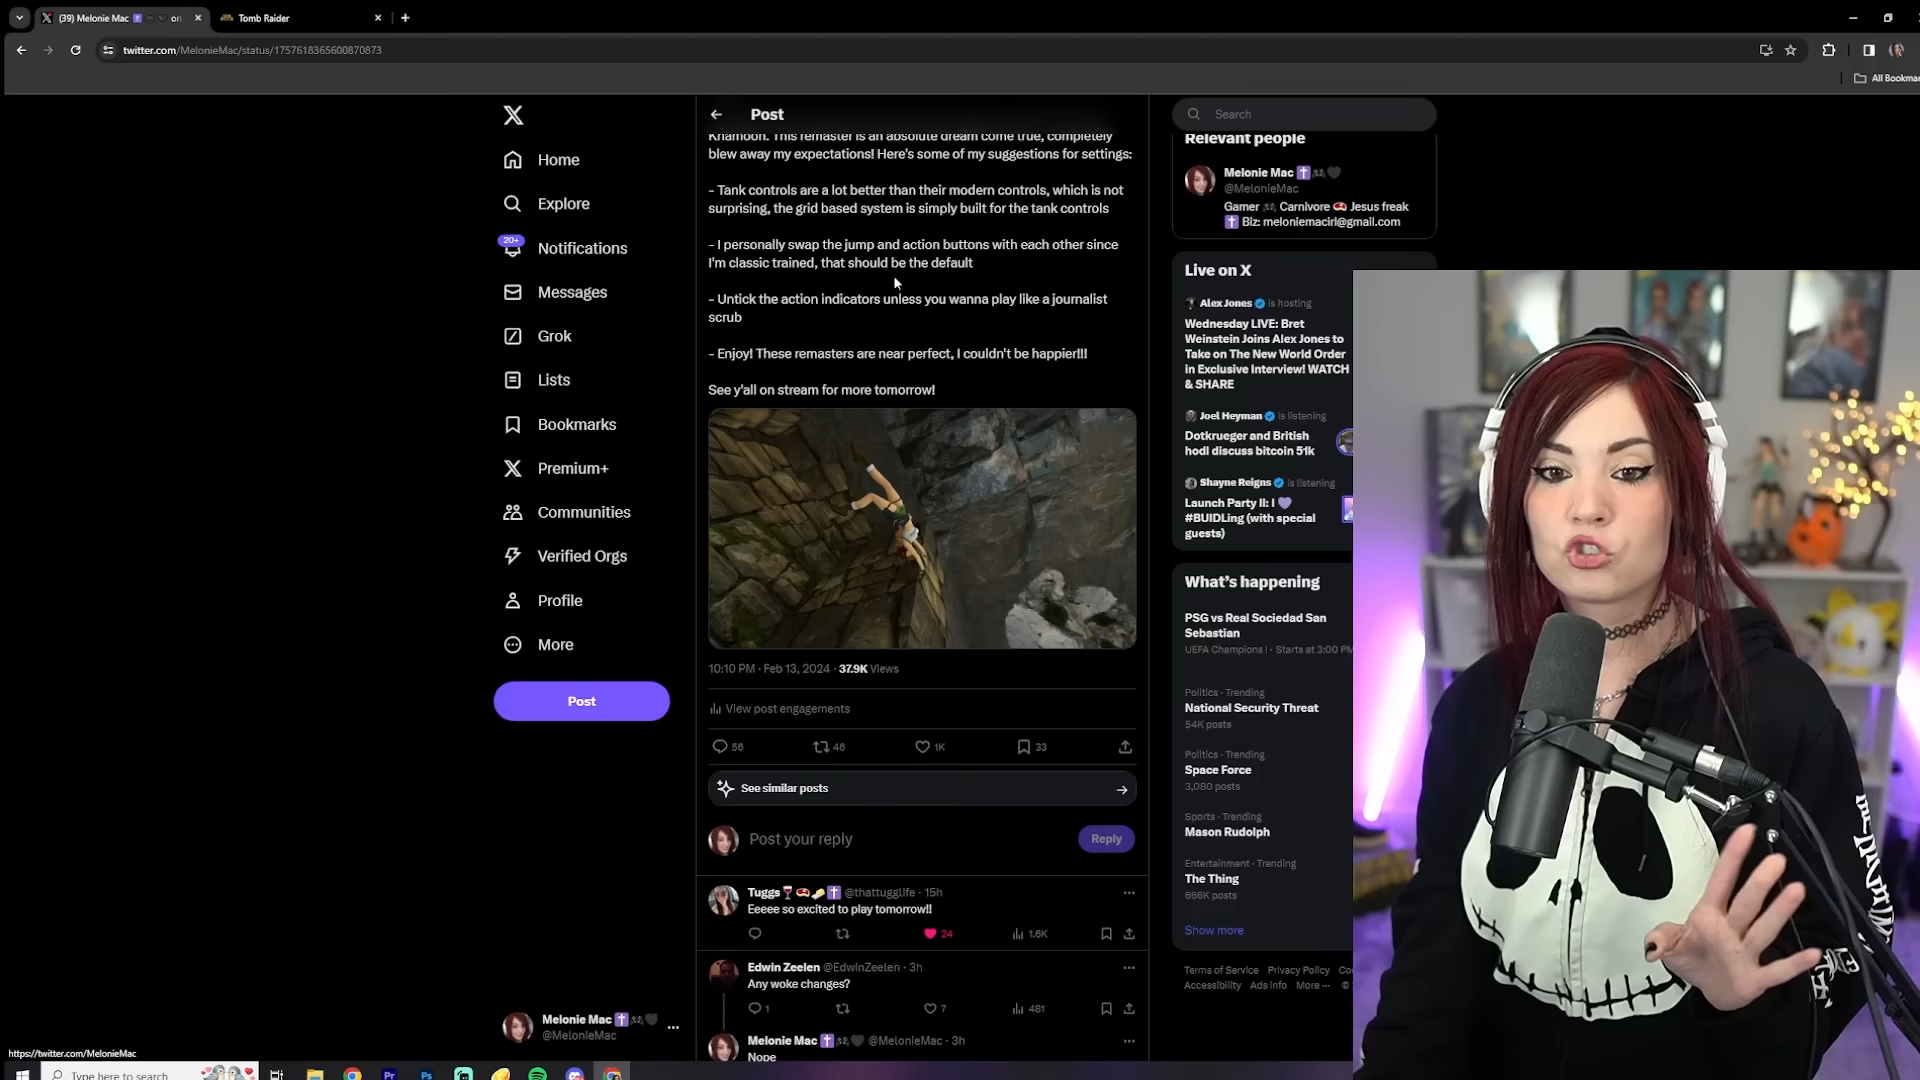 (39) Melonie Mac
on
Tomb Raider
twitter.com/MelonieMac/status/1757618365600870873
All Bookmar
Home
Explore
20+
Notifications
Messages
Grok
Lists
Bookmarks
Premium+
Communities
Verified Orgs
Profile
More
Post
Melonie Mac
@MelonieMac
https://twitter.com/MelonieMac
Type here to search
Post
Khamoon. This remaster is an absolute dream come true, completely
blew away my expectations! Here's some of my suggestions for settings:
- Tank controls are a lot better than their modern controls, which is not
surprising, the grid based system is simply built for the tank controls
- I personally swap the jump and action buttons with each other since
I'm classic trained, that should be the default
- Untick the action indicators unless you wanna play like a journalist
scrub
- Enjoy! These remasters are near perfect, I couldn't be happier!!!
See y'all on stream for more tomorrow!
10:10 PM · Feb 13, 2024 · 37.9K Views
View post engagements
56 46 1K 33
See similar posts
Post your reply
Reply
Tuggs @thattugglife · 15h
Eeeee so excited to play tomorrow!!
24 1.6K
Edwin Zeelen @EdwinZeelen · 3h
Any woke changes?
1 7 481
Melonie Mac @MelonieMac · 3h
Nope
Search
Relevant people
Melonie Mac
@MelonieMac
Gamer Carnivore Jesus freak
Biz: meloniemacirl@gmail.com
Live on X
Alex Jones is hosting
Wednesday LIVE: Bret
Weinstein Joins Alex Jones to
Take on The New World Order
in Exclusive Interview! WATCH
& SHARE
Joel Heyman is listening
Dotkrueger and British
hodl discuss bitcoin 51k
Shayne Reigns is listening
Launch Party II: I
#BUIDLing (with special
guests)
What's happening
PSG vs Real Sociedad San
Sebastian
UEFA Champions l · Starts at 3:00 PM
Politics · Trending
National Security Threat
54K posts
Politics · Trending
Space Force
3,080 posts
Sports · Trending
Mason Rudolph
Entertainment · Trending
The Thing
666K posts
Show more
Terms of Service Privacy Policy Co
Accessibility Ads info More ... ©